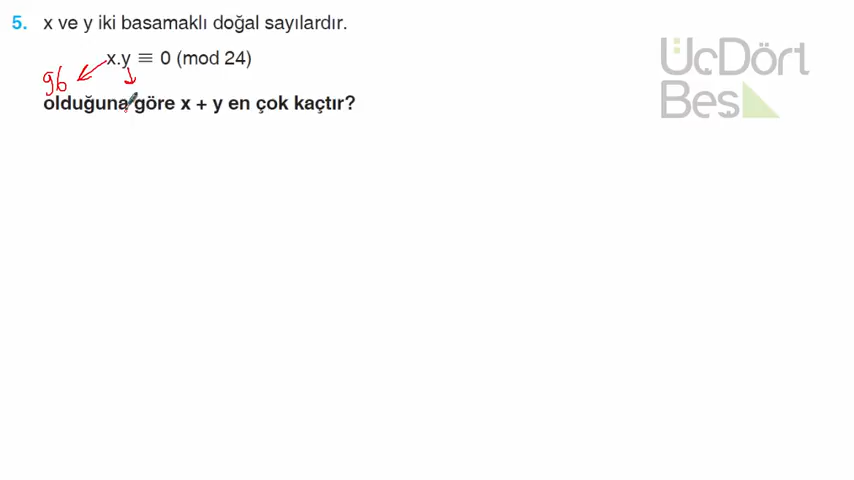 5. x ve y iki basamaklı doğal sayılardır.
x.y ≡ 0 (mod 24)
96
olduğuna göre x + y en çok kaçtır?
ÜçDört
Beş